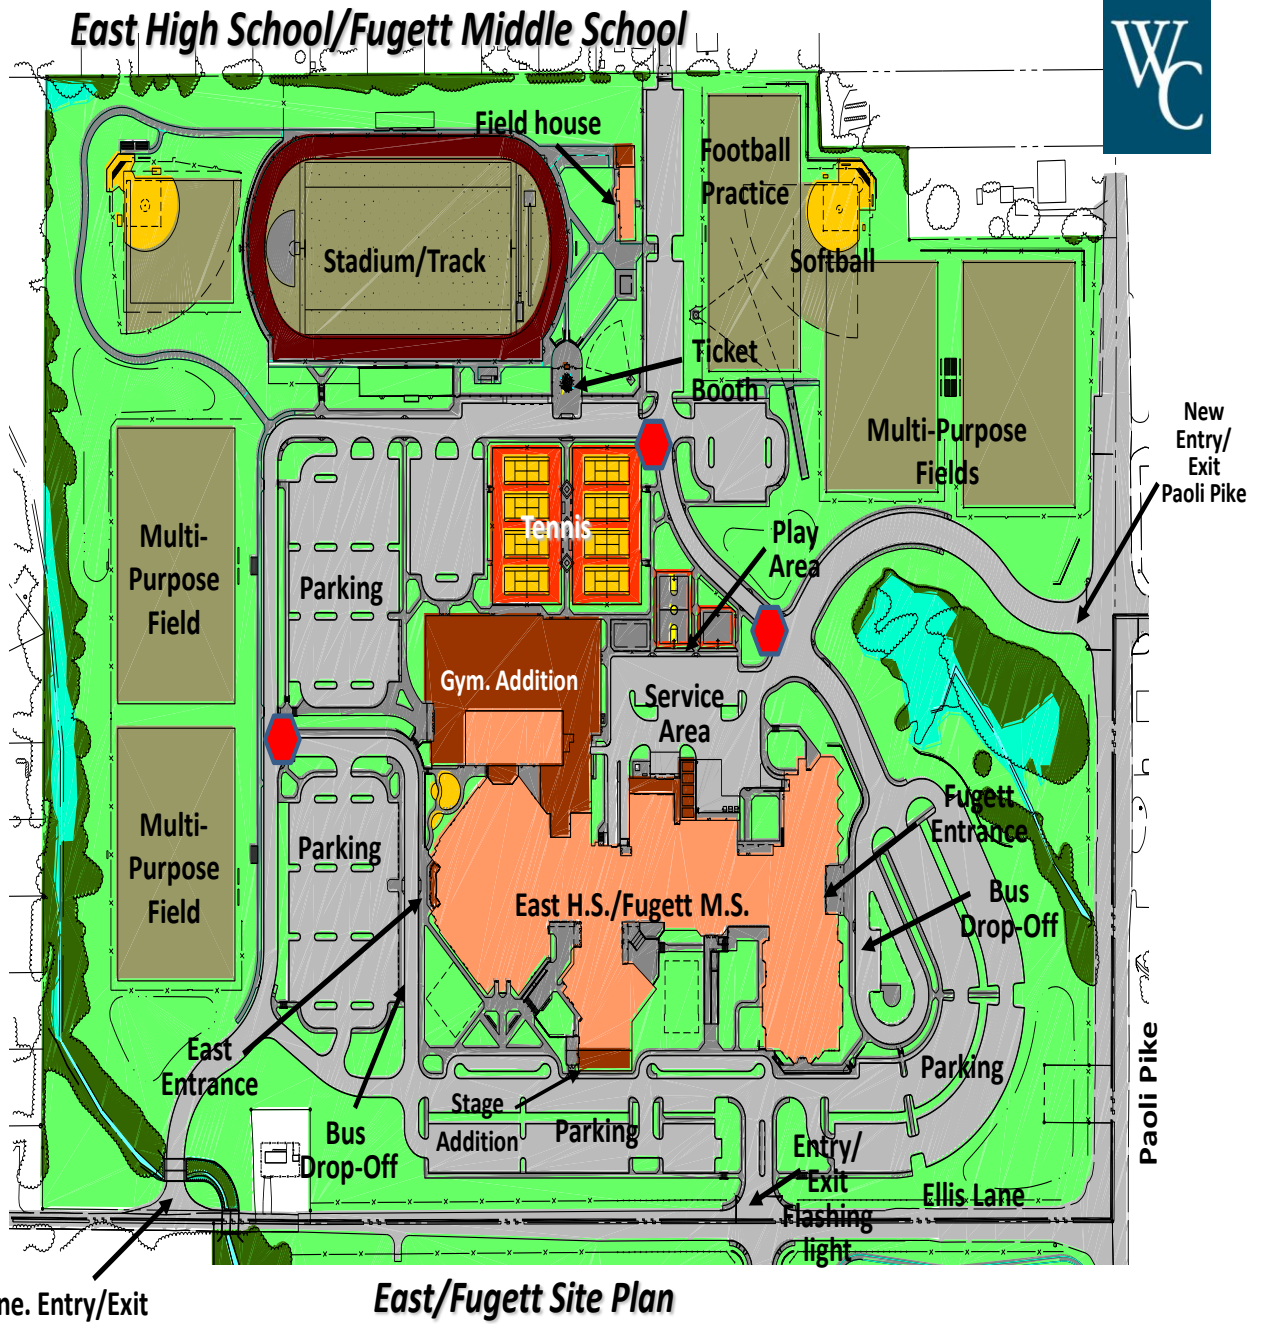 East High School/Fugett Middle School
WC
Field house
Football
Practice
Stadium/Track
Softball
Ticket
Booth
New
Entry/
Exit
Paoli Pike
Multi-Purpose
Fields
Multi-
Purpose
Field
Parking
Tennis
Play
Area
Gym. Addition
Service
Area
Multi-
Purpose
Field
Parking
Fugett
Entrance
East H.S./Fugett M.S.
Bus
Drop-Off
East
Entrance
Parking
Paoli Pike
Stage
Addition
Parking
Bus
Drop-Off
Entry/
Exit
Flashing
light
Ellis Lane
ne. Entry/Exit
East/Fugett Site Plan